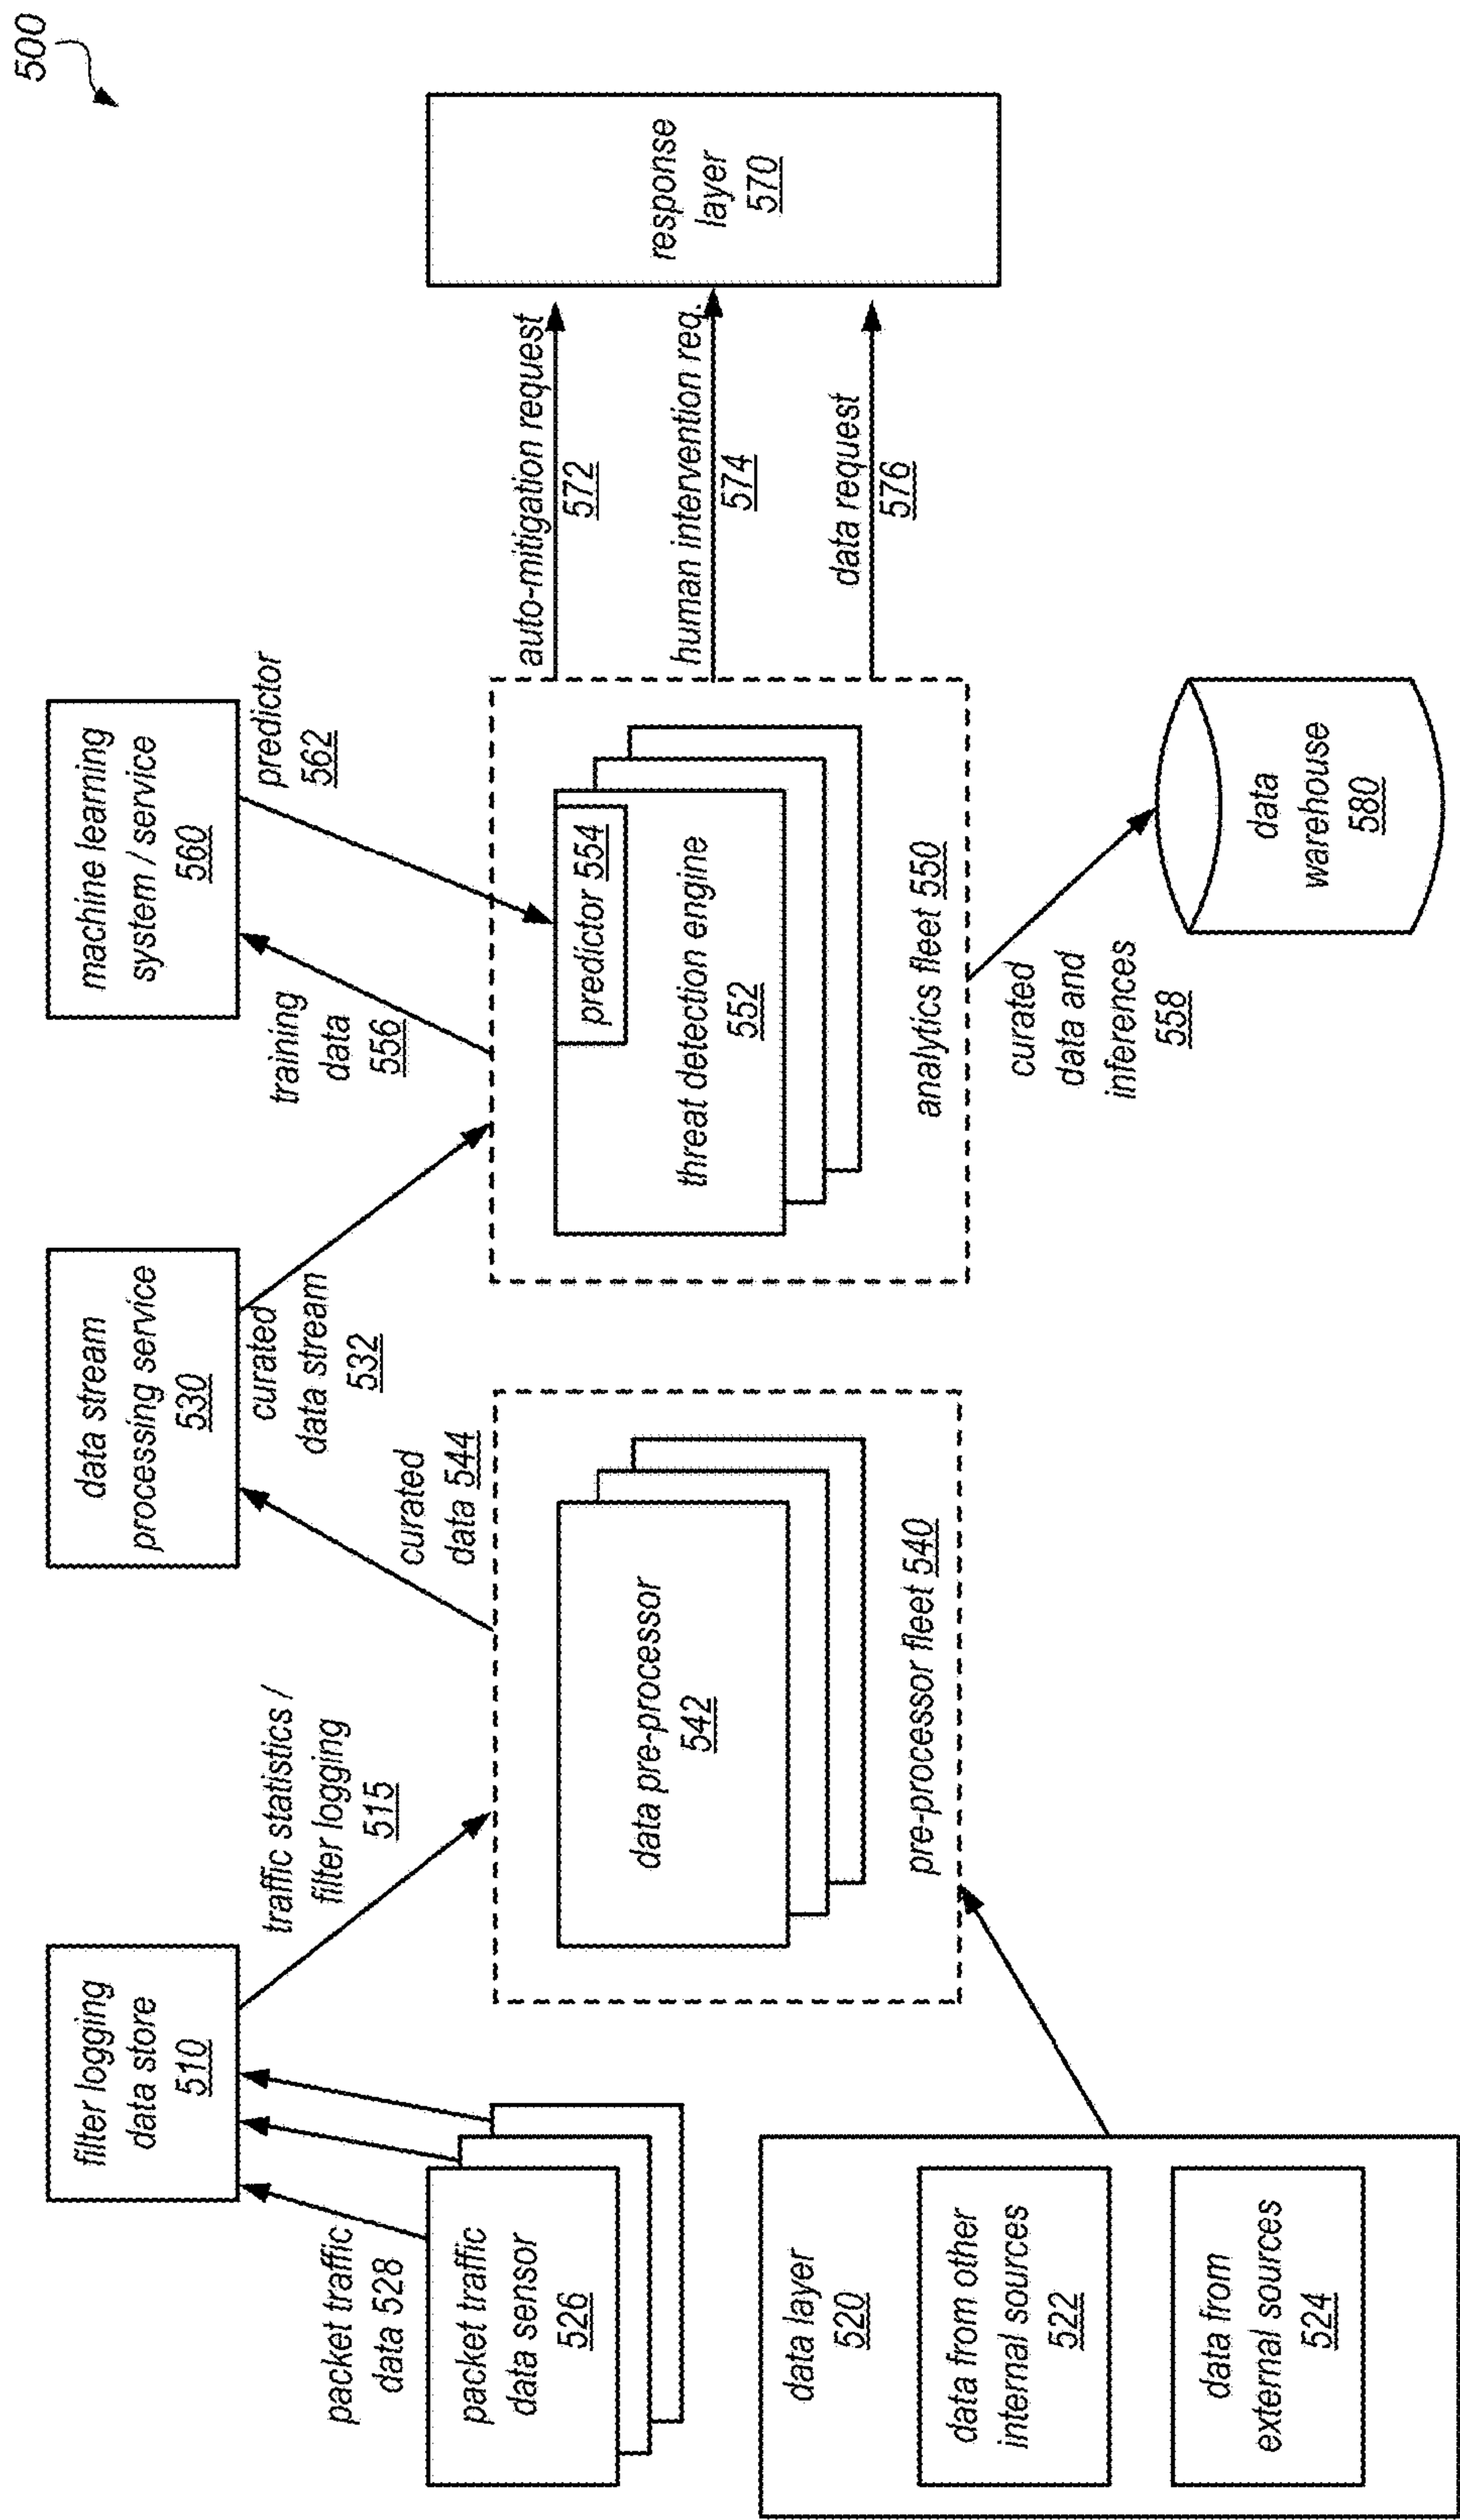 500
filter logging
data store
510
packet traffic
data 528
packet traffic
data sensor
526
data layer
520
data from other
internal sources
522
data from
external sources
524
traffic statistics /
filter logging
515
data pre-processor
542
pre-processor fleet 540
curated
data 544
data stream
processing service
530
curated
data stream
532
machine learning
system / service
560
training
data
556
predictor
562
predictor 554
threat detection engine
552
analytics fleet 550
curated
data and
inferences
558
data
warehouse
580
auto-mitigation request
572
human intervention req.
574
data request
576
response
layer
570